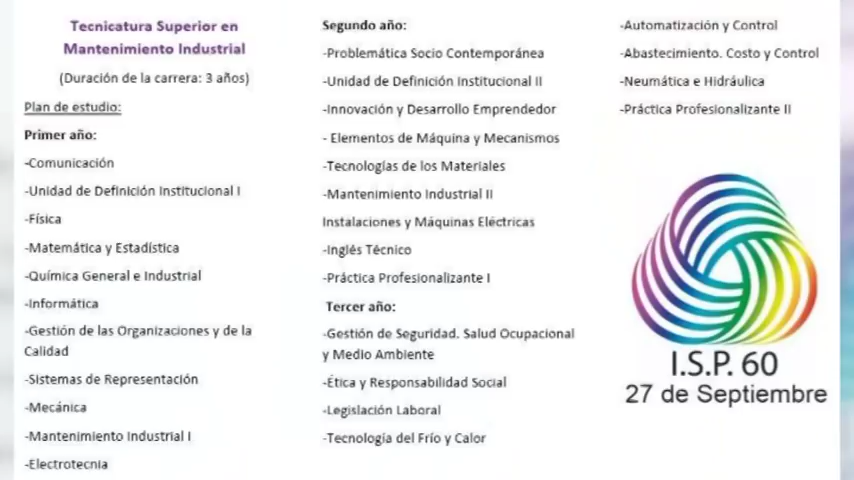 Tecnicatura Superior en
Mantenimiento Industrial
(Duración de la carrera: 3 años)
Plan de estudio:
Primer año:
-Comunicación
-Unidad de Definición Institucional I
-Física
-Matemática y Estadística
-Química General e Industrial
-Informática
-Gestión de las Organizaciones y de la
Calidad
-Sistemas de Representación
-Mecánica
-Mantenimiento Industrial I
-Electrotecnia
Segundo año:
-Problemática Socio Contemporánea
-Unidad de Definición Institucional II
-Innovación y Desarrollo Emprendedor
- Elementos de Máquina y Mecanismos
-Tecnologías de los Materiales
-Mantenimiento Industrial II
Instalaciones y Máquinas Eléctricas
-Inglés Técnico
-Práctica Profesionalizante I
Tercer año:
-Gestión de Seguridad. Salud Ocupacional
y Medio Ambiente
-Ética y Responsabilidad Social
-Legislación Laboral
-Tecnología del Frío y Calor
-Automatización y Control
-Abastecimiento. Costo y Control
-Neumática e Hidráulica
-Práctica Profesionalizante II
I.S.P. 60
27 de Septiembre